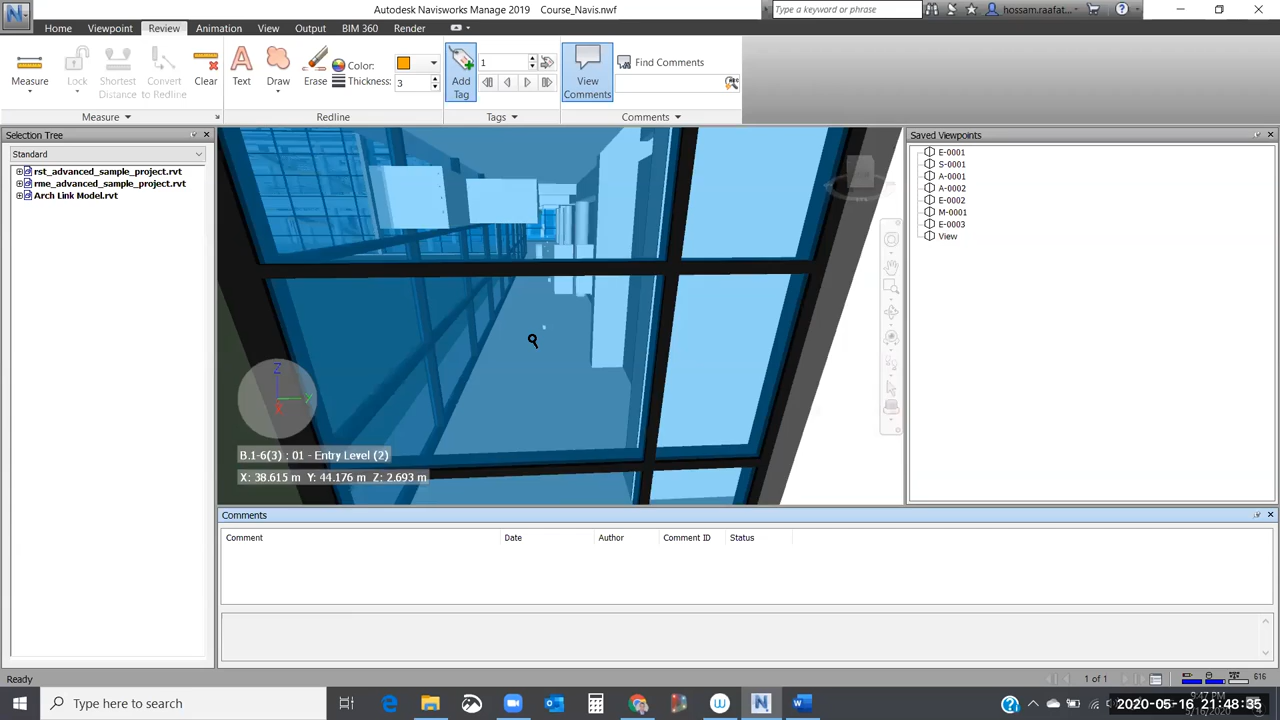 Autodesk Navisworks Manage 2019 Course_Navis.nwf
Type a keyword or phrase
hossam.rafat...
Home Viewpoint Review Animation View Output BIM 360 Render
Measure
Lock
Shortest
Distance
Convert
to Redline
Clear
Measure
Text
Draw
Erase
Color:
Thickness: 3
Redline
Add
Tag
1
Tags
View
Comments
Find Comments
Comments
Selection Tree
Standard
rst_advanced_sample_project.rvt
rme_advanced_sample_project.rvt
Arch Link Model.rvt
Z
Y
X
B.1-6(3) : 01 - Entry Level (2)
X: 38.615 m Y: 44.176 m Z: 2.693 m
Saved Viewpoints
E-0001
S-0001
A-0001
A-0002
E-0002
M-0001
E-0003
View
Comments
Comment Date Author Comment ID Status
Ready
1 of 1
616
Type here to search
9:47 PM
2020-05-16 21:48:35